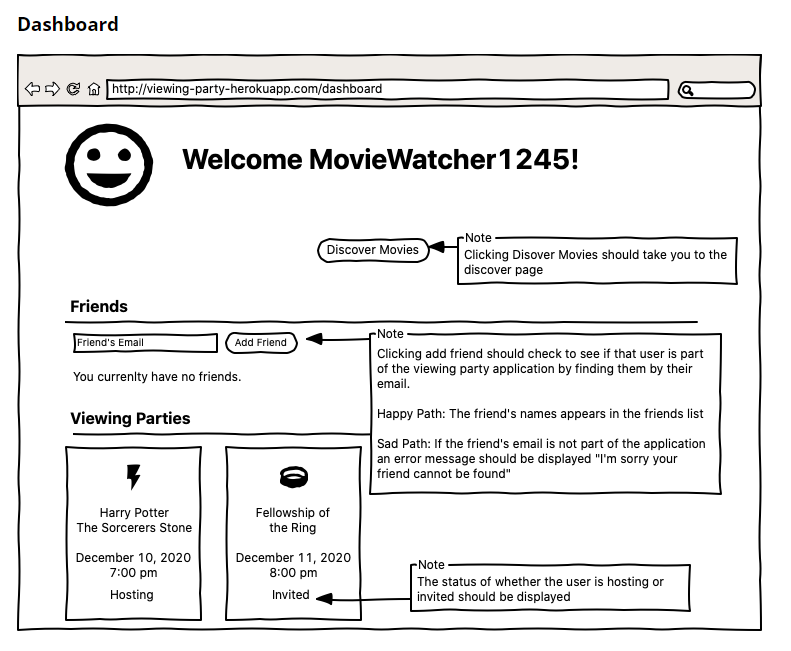 Dashboard
http://viewing-party-herokuapp.com/dashboard
Welcome MovieWatcher1245!
Discover Movies
Note
Clicking Disover Movies should take you to the
discover page
Friends
Friend's Email
Add Friend
You currenlty have no friends.
Note
Clicking add friend should check to see if that user is part
of the viewing party application by finding them by their
email.
Happy Path: The friend's names appears in the friends list
Sad Path: If the friend's email is not part of the application
an error message should be displayed "I'm sorry your
friend cannot be found"
Viewing Parties
Harry Potter
The Sorcerers Stone
December 10, 2020
7:00 pm
Hosting
Fellowship of
the Ring
December 11, 2020
8:00 pm
Invited
Note
The status of whether the user is hosting or
invited should be displayed